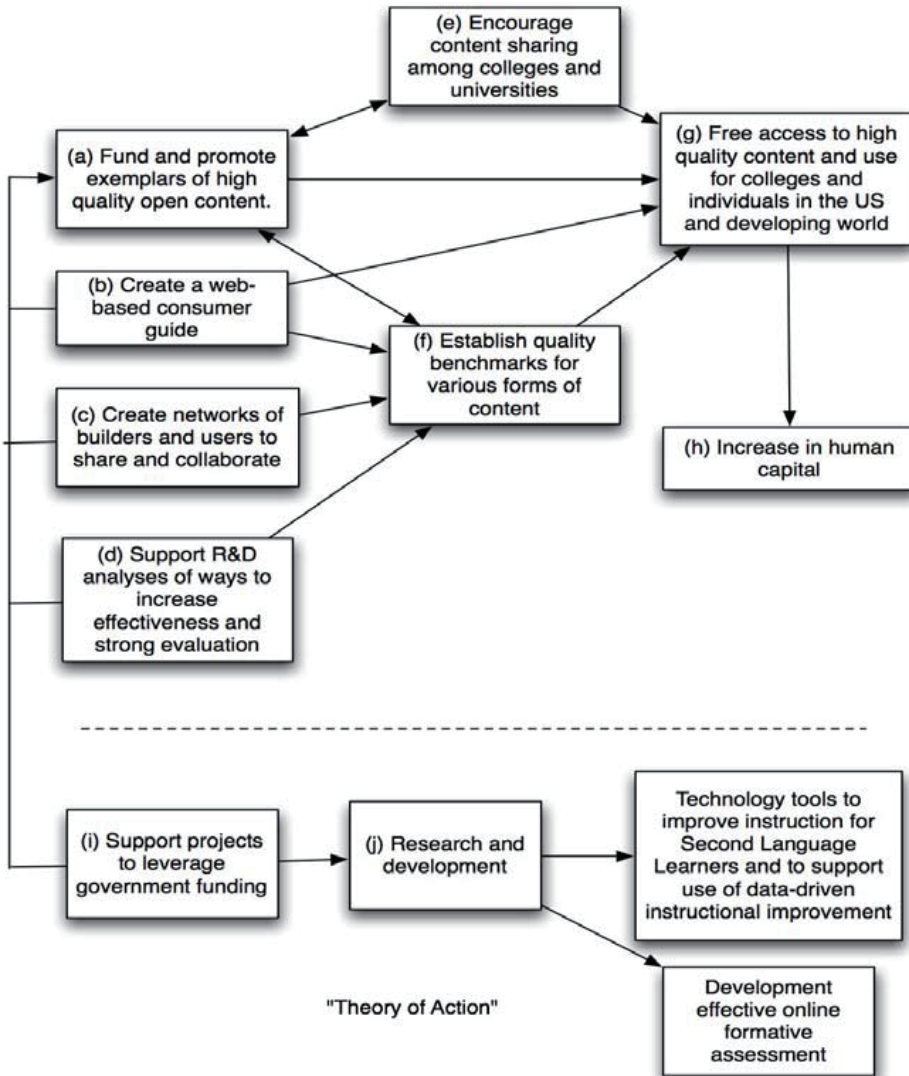 (e) Encourage
content sharing
among colleges and
universities
(a) Fund and promote
exemplars of high
quality open content.
(g) Free access to high
quality content and use
for colleges and
individuals in the US
and developing world
(b) Create a web-
based consumer
guide
(f) Establish quality
benchmarks for
various forms of
content
(c) Create networks of
builders and users to
share and collaborate
(h) Increase in human
capital
(d) Support R&D
analyses of ways to
increase
effectiveness and
strong evaluation
(i) Support projects
to leverage
government funding
(j) Research and
development
Technology tools to
improve instruction for
Second Language
Learners and to support
use of data-driven
instructional improvement
"Theory of Action"
Development
effective online
formative
assessment